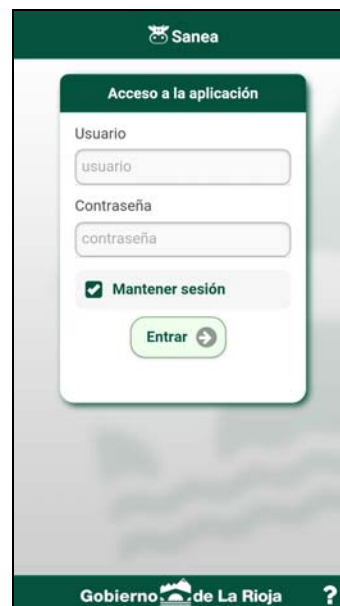 Sanea
Acceso a la aplicación
Usuario
usuario
Contraseña
contraseña
Mantener sesión
Entrar
Gobierno de La Rioja ?